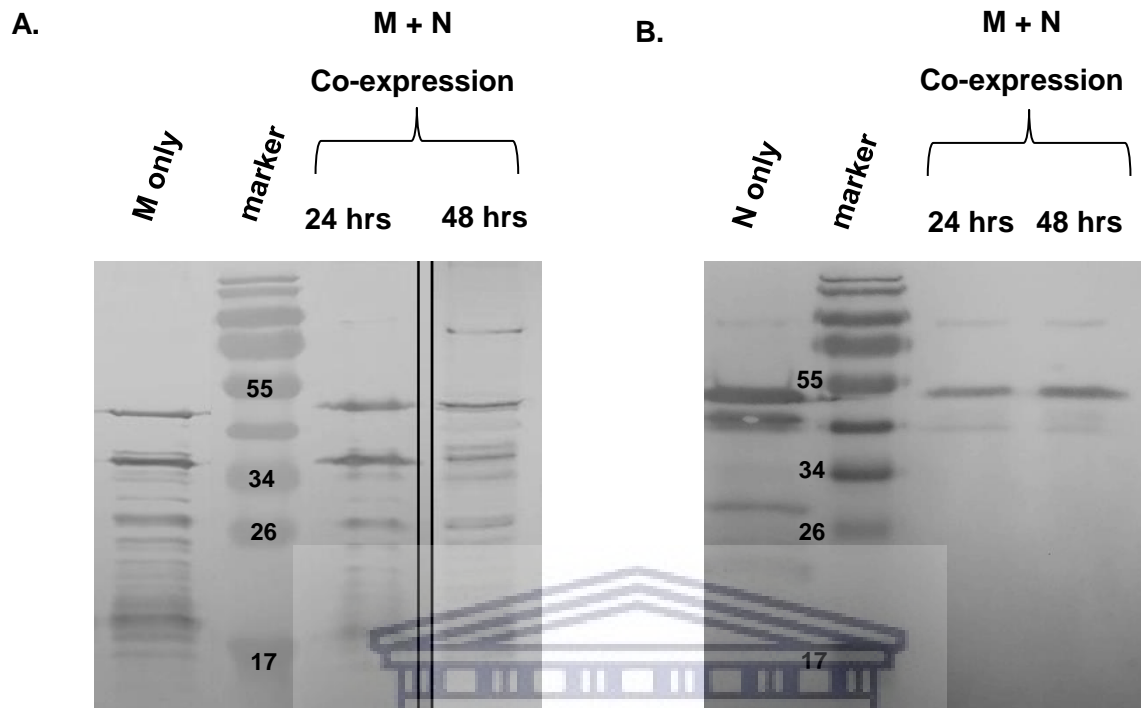 A.
M + N
Co-expression
M only
marker
24 hrs
48 hrs
55
34
26
17
B.
M + N
Co-expression
N only
marker
24 hrs
48 hrs
55
34
26
17